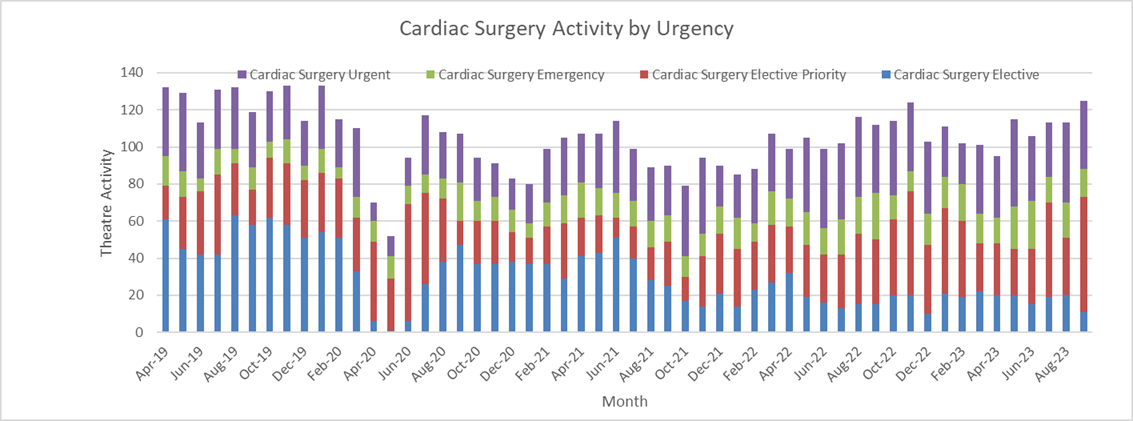 Cardiac Surgery Activity by Urgency
Cardiac Surgery Urgent Cardiac Surgery Emergency Cardiac Surgery Elective Priority Cardiac Surgery Elective
140
120
100
80
60
40
20
0
Theatre Activity
Apr-19 Jun-19 Aug-19 Oct-19 Dec-19 Feb-20 Apr-20 Jun-20 Aug-20 Oct-20 Dec-20 Feb-21 Apr-21 Jun-21 Aug-21 Oct-21 Dec-21 Feb-22 Apr-22 Jun-22 Aug-22 Oct-22 Dec-22 Feb-23 Apr-23 Jun-23 Aug-23
Month